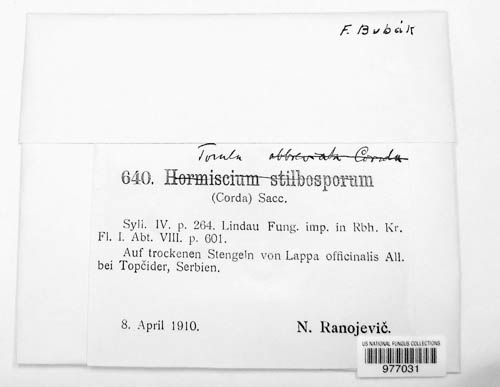 F. Bubák
Torula abbreviata Corda
640. Hormiscium stilbosporum
(Corda) Sacc.
Syll. IV. p. 264. Lindau Fung. imp. in Rbh. Kr.
Fl. I. Abt. VIII. p. 601.
Auf trockenen Stengeln von Lappa officinalis All.
bei Topčider, Serbien.
8. April 1910. N. Ranojevič.
US NATIONAL FUNGUS COLLECTIONS
977031